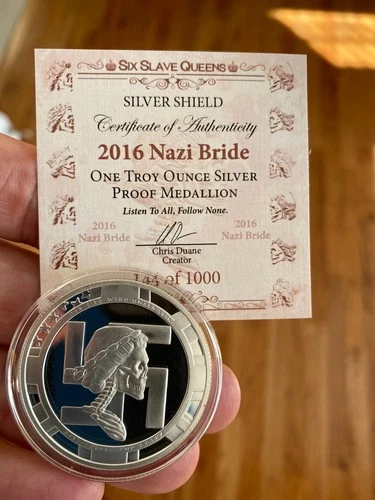 SIX SLAVE QUEENS
SILVER SHIELD
Certificate of Authenticity
2016 Nazi Bride
ONE TROY OUNCE SILVER
PROOF MEDALLION
Listen To All, Follow None.
2016
Nazi Bride
Chris Duane
Creator
2016
Nazi Bride
144 of 1000